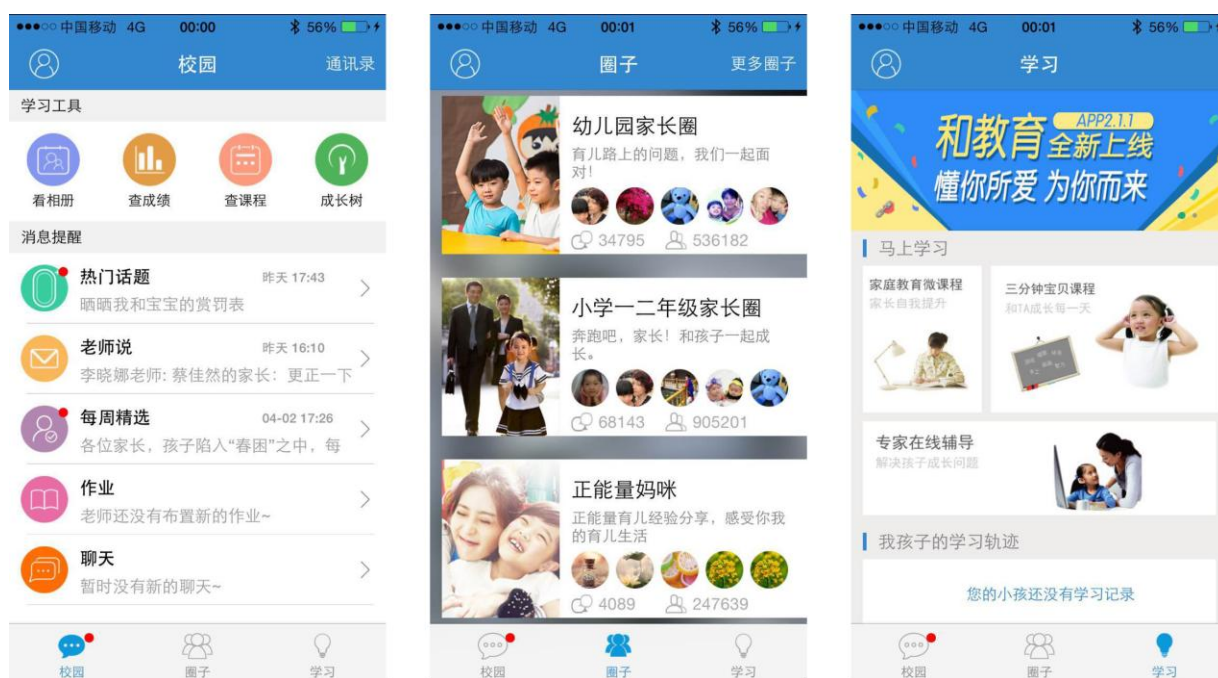 中国移动 4G 00:00 56%
校园 通讯录
学习工具
看相册 查成绩 查课程 成长树
消息提醒
热门话题 昨天 17:43
晒晒我和宝宝的赏罚表
老师说 昨天 16:10
李晓娜老师: 蔡佳然的家长：更正一下
每周精选 04-02 17:26
各位家长，孩子陷入“春困”之中，每
作业
老师还没有布置新的作业~
聊天
暂时没有新的聊天~
校园 圈子 学习
中国移动 4G 00:01 56%
圈子 更多圈子
幼儿园家长圈
育儿路上的问题，我们一起面
对！
34795 536182
小学一二年级家长圈
奔跑吧，家长！和孩子一起成
长。
68143 905201
正能量妈咪
正能量育儿经验分享，感受你我
的育儿生活
4089 247639
校园 圈子 学习
中国移动 4G 00:01 56%
学习
和教育 APP2.1.1
全新上线
懂你所爱 为你而来
马上学习
家庭教育微课程
家长自我提升
三分钟宝贝课程
和TA成长每一天
专家在线辅导
解决孩子成长问题
我孩子的学习轨迹
您的小孩还没有学习记录
校园 圈子 学习